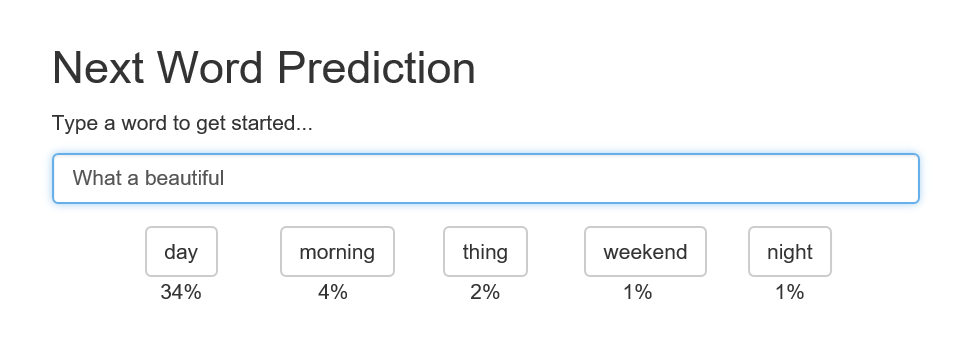 Next Word Prediction
Type a word to get started...
What a beautiful
day morning thing weekend night
34% 4% 2% 1% 1%